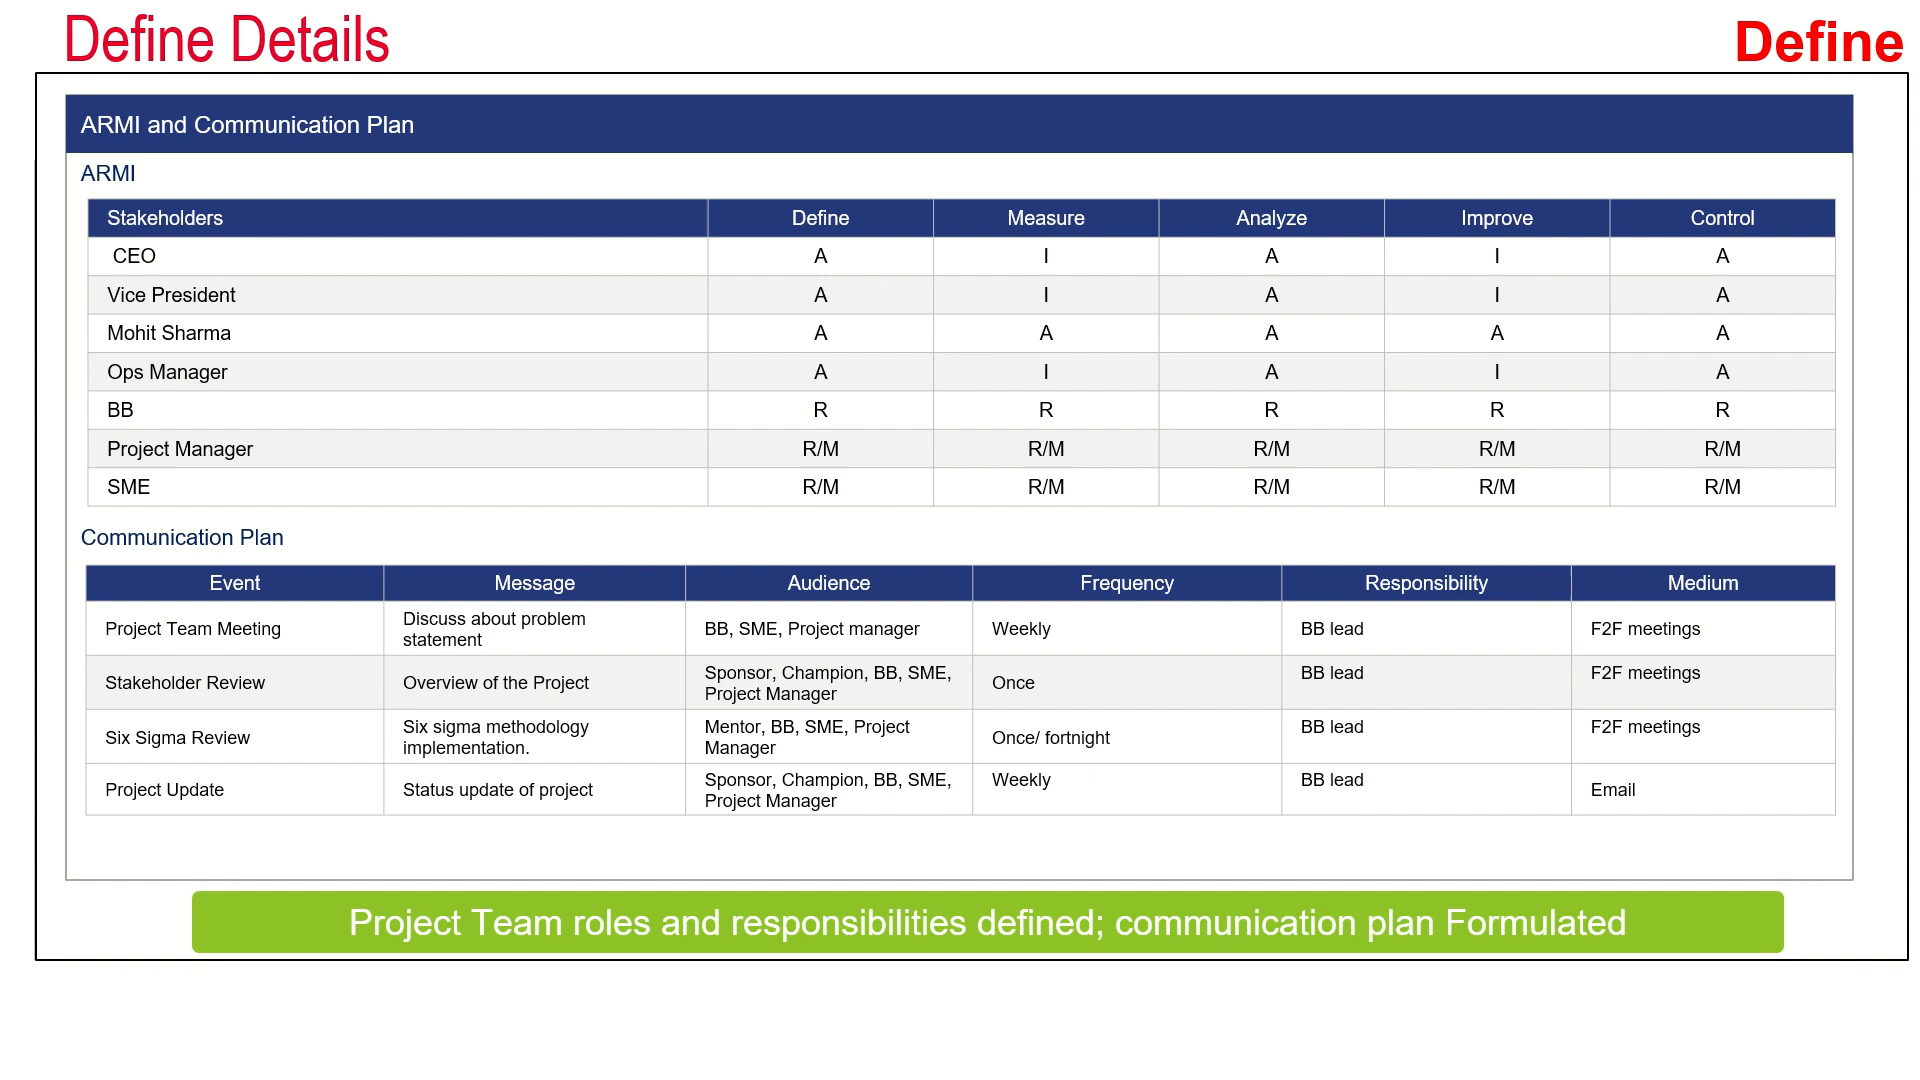 Define Details
Define
ARMI and Communication Plan
ARMI
Stakeholders Define Measure Analyze Improve Control
CEO A I A I A
Vice President A I A I A
Mohit Sharma A A A A A
Ops Manager A I A I A
BB R R R R R
Project Manager R/M R/M R/M R/M R/M
SME R/M R/M R/M R/M R/M
Communication Plan
Event Message Audience Frequency Responsibility Medium
Project Team Meeting
Discuss about problem
statement
BB, SME, Project manager
Weekly
BB lead
F2F meetings
Stakeholder Review
Overview of the Project
Sponsor, Champion, BB, SME,
Project Manager
Once
BB lead
F2F meetings
Six Sigma Review
Six sigma methodology
implementation.
Mentor, BB, SME, Project
Manager
Once/ fortnight
BB lead
F2F meetings
Project Update
Status update of project
Sponsor, Champion, BB, SME,
Project Manager
Weekly
BB lead
Email
Project Team roles and responsibilities defined; communication plan Formulated